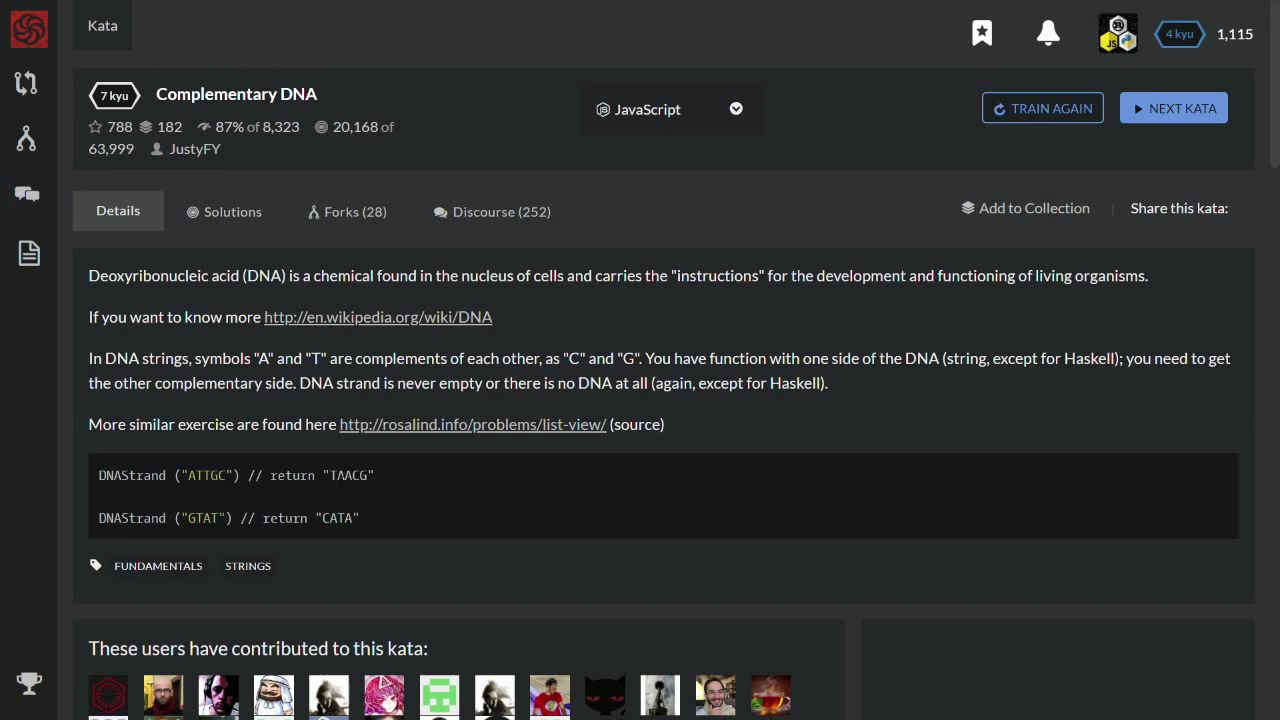 Kata
4 kyu 1,115
7 kyu Complementary DNA
JavaScript
TRAIN AGAIN
NEXT KATA
788 182 87% of 8,323 20,168 of
63,999 JustyFY
Details Solutions Forks (28) Discourse (252)
Add to Collection | Share this kata:
Deoxyribonucleic acid (DNA) is a chemical found in the nucleus of cells and carries the "instructions" for the development and functioning of living organisms.
If you want to know more http://en.wikipedia.org/wiki/DNA
In DNA strings, symbols "A" and "T" are complements of each other, as "C" and "G". You have function with one side of the DNA (string, except for Haskell); you need to get
the other complementary side. DNA strand is never empty or there is no DNA at all (again, except for Haskell).
More similar exercise are found here http://rosalind.info/problems/list-view/ (source)
DNAStrand ("ATTGC") // return "TAACG"
DNAStrand ("GTAT") // return "CATA"
FUNDAMENTALS STRINGS
These users have contributed to this kata: